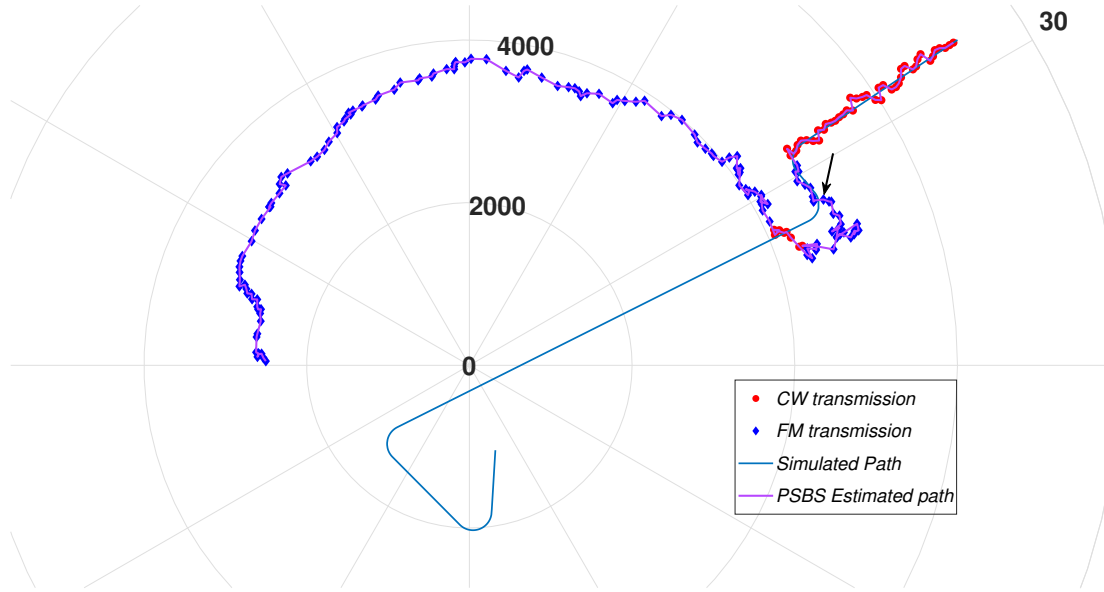 30
4000
2000
0
CW transmission
FM transmission
Simulated Path
PSBS Estimated path